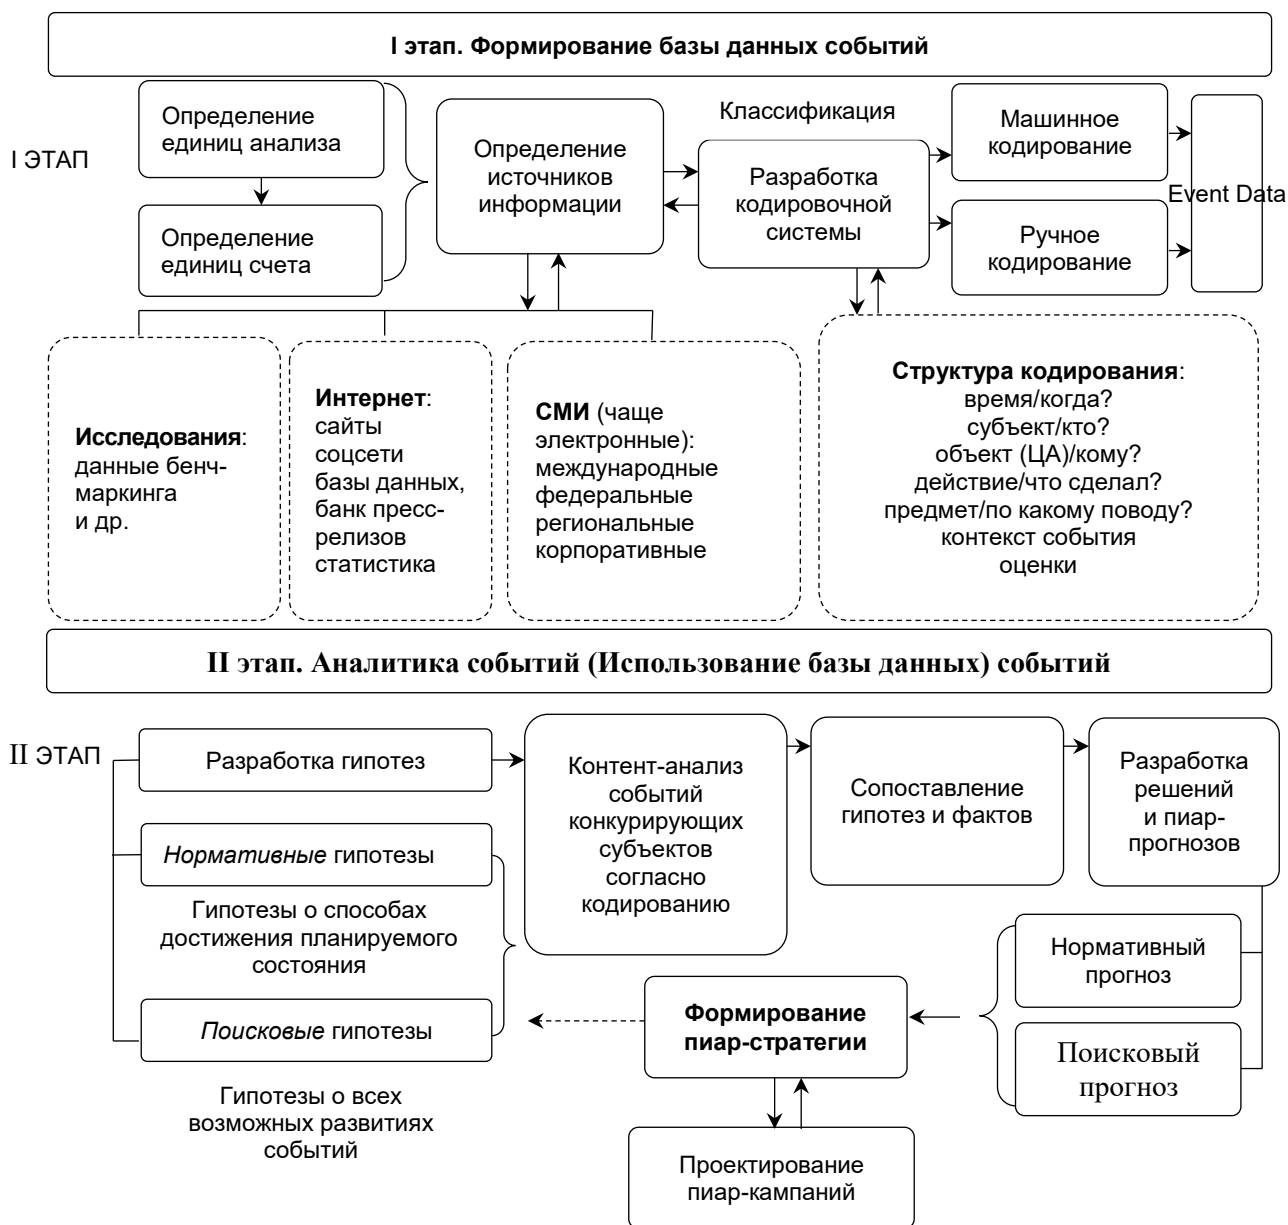 I этап. Формирование базы данных событий
I ЭТАП
Определение
единиц анализа
Определение
единиц счета
Определение
источников
информации
Классификация
Разработка
кодировочной
системы
Машинное
кодирование
Ручное
кодирование
Event Data
Исследования:
данные бенч-
маркинга
и др.
Интернет:
сайты
соцсети
базы данных,
банк пресс-
релизов
статистика
СМИ (чаще
электронные):
международные
федеральные
региональные
корпоративные
Структура кодирования:
время/когда?
субъект/кто?
объект (ЦА)/кому?
действие/что сделал?
предмет/по какому поводу?
контекст события
оценки
II этап. Аналитика событий (Использование базы данных) событий
II ЭТАП
Разработка гипотез
Нормативные гипотезы
Гипотезы о способах
достижения планируемого
состояния
Поисковые гипотезы
Гипотезы о всех
возможных развитиях
событий
Контент-анализ
событий
конкурирующих
субъектов
согласно
кодированию
Сопоставление
гипотез и фактов
Разработка
решений
и пиар-
прогнозов
Нормативный
прогноз
Поисковый
прогноз
Формирование
пиар-стратегии
Проектирование
пиар-кампаний